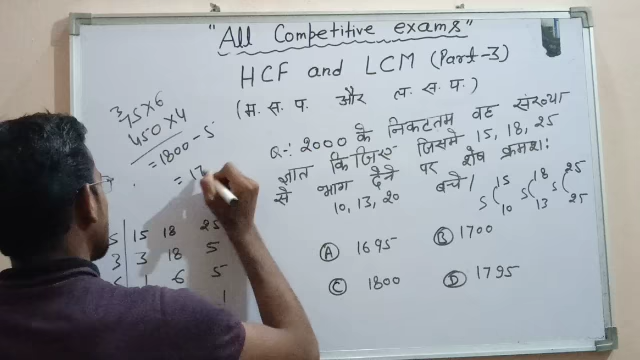 "All Competitive exams"
HCF and LCM (Part-3)
(म. स. प. और ल. स. प.)
Q-: 2000 के निकटतम वह संख्या
ज्ञात किजिए जिसमे 15, 18, 25
से भाग देने पर शेष क्रमश:
10, 13, 20 बचे।
5 ( 15 10 5 ( 18 13 5 ( 25 25
(A) 1695 (B) 1700
(C) 1800 (D) 1795
3 75×6
450×4
= 1800 - 5
= 17
5 15 18 25
3 3 18 5
1 6 5
1